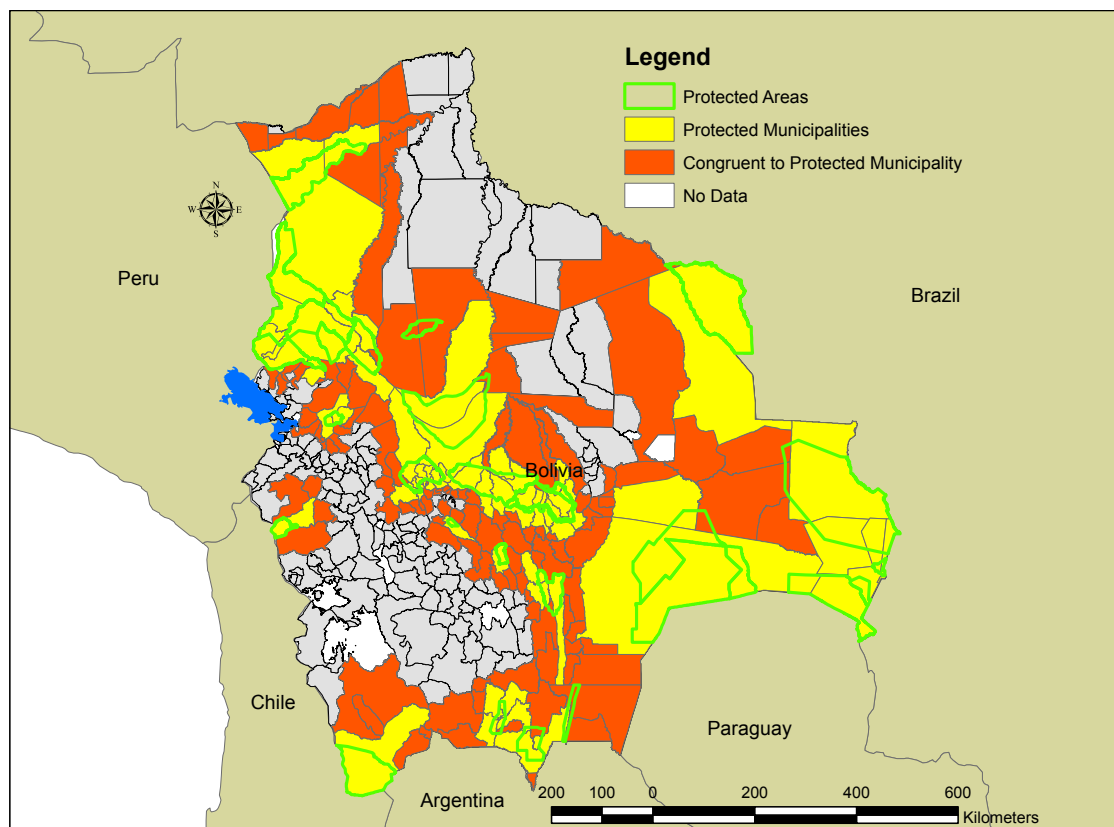 Legend
Protected Areas
Protected Municipalities
Congruent to Protected Municipality
No Data
N
W E
S
Peru
Brazil
Bolivia
Chile
Paraguay
Argentina
200 100 0 200 400 600
Kilometers